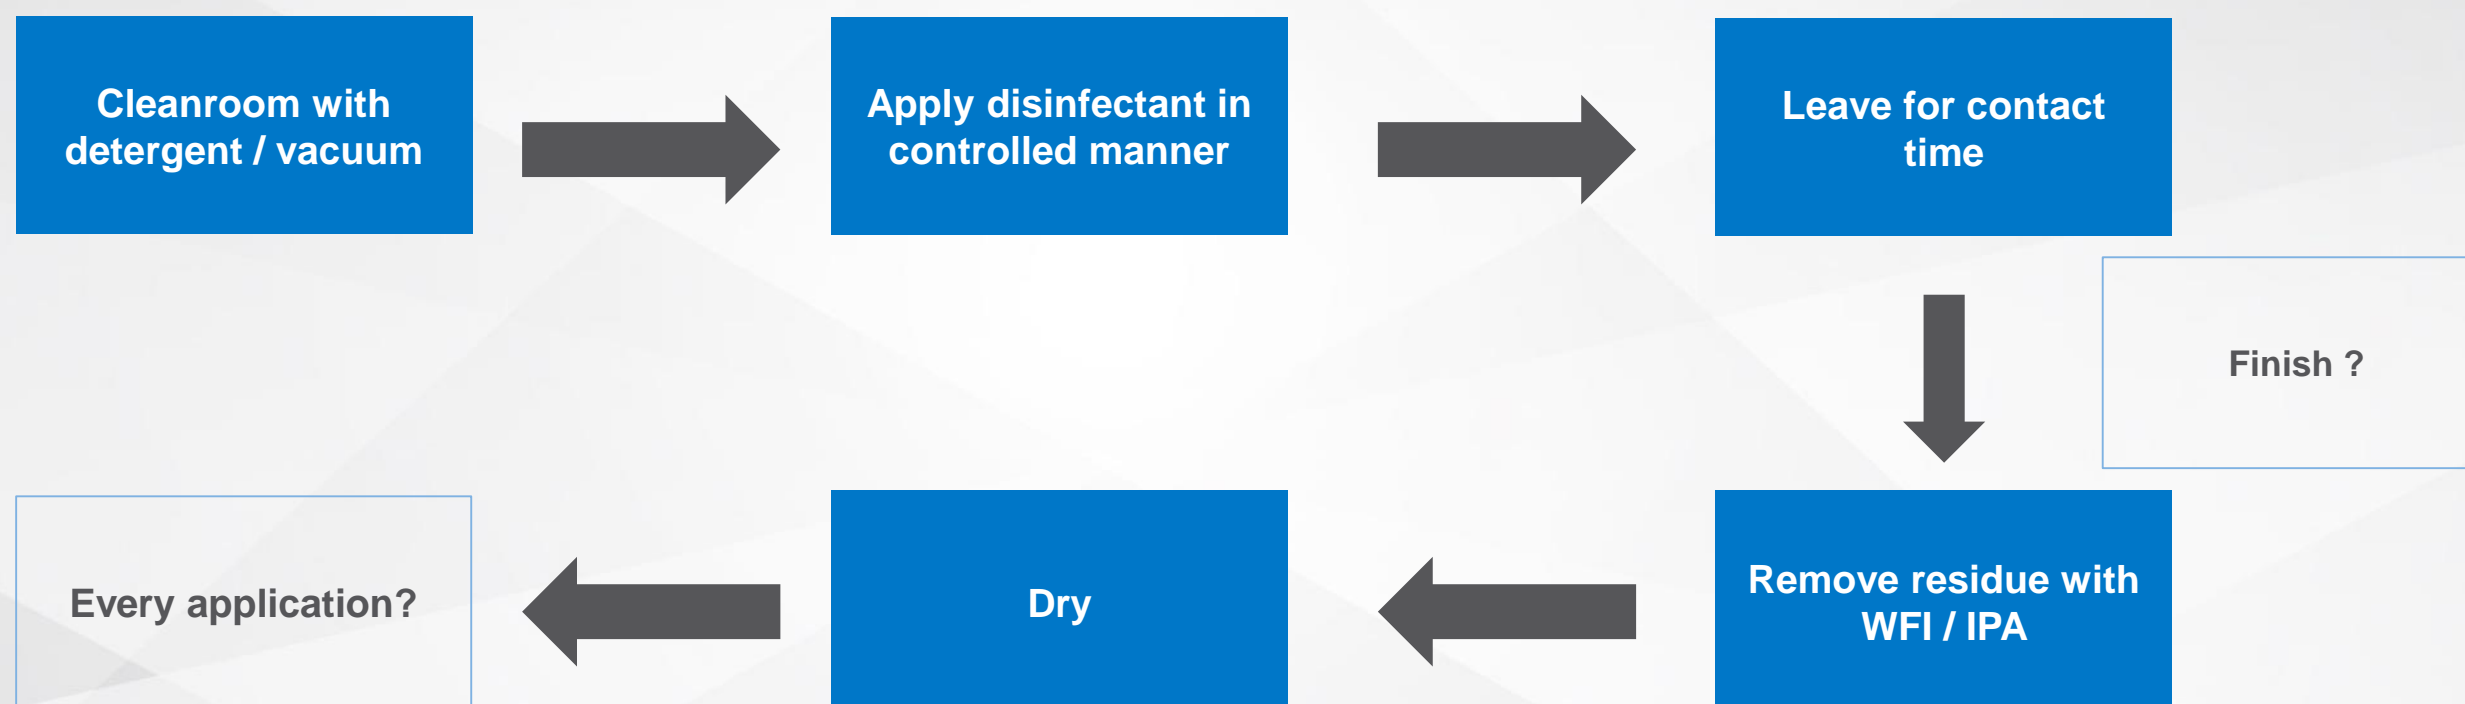 Cleanroom with
detergent / vacuum
Apply disinfectant in
controlled manner
Leave for contact
time
Finish ?
Remove residue with
WFI / IPA
Dry
Every application?